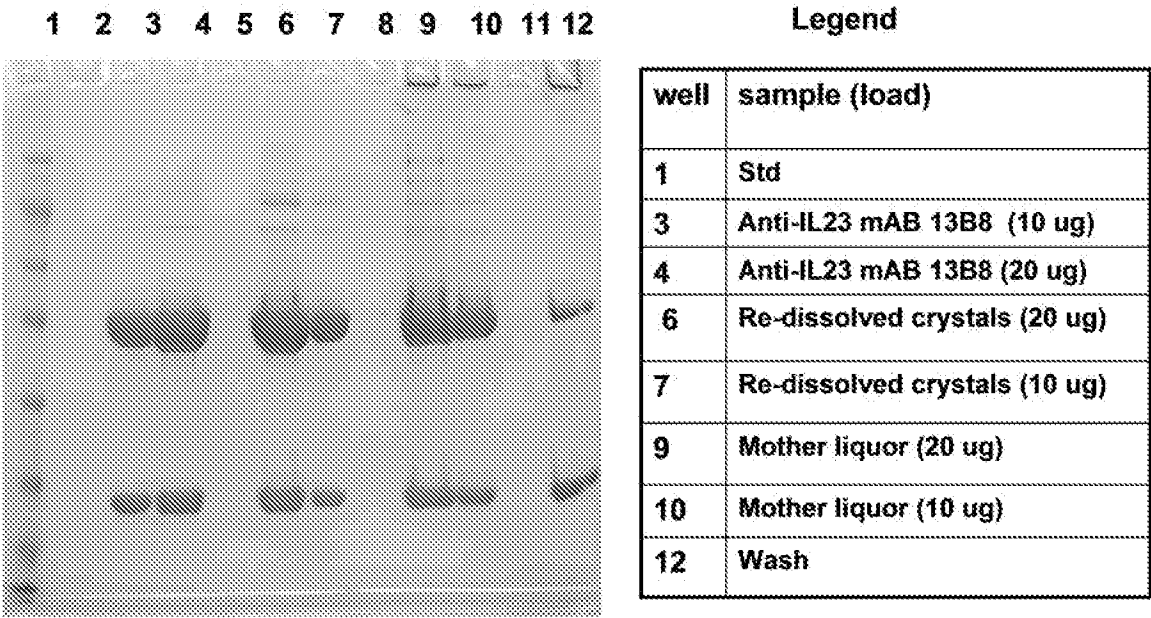 1 2 3 4 5 6 7 8 9 10 11 12
Legend
well sample (load)
1 Std
3 Anti-IL23 mAB 13B8 (10 ug)
4 Anti-IL23 mAB 13B8 (20 ug)
6 Re-dissolved crystals (20 ug)
7 Re-dissolved crystals (10 ug)
9 Mother liquor (20 ug)
10 Mother liquor (10 ug)
12 Wash